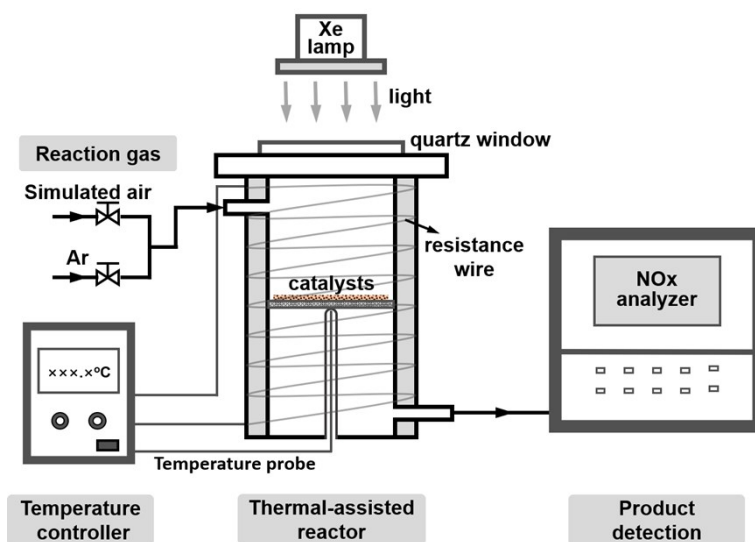 Xe
lamp
light
quartz window
Reaction gas
Simulated air
Ar
resistance
wire
catalysts
NOx
analyzer
×××.×ºC
Temperature probe
Temperature
controller
Thermal-assisted
reactor
Product
detection